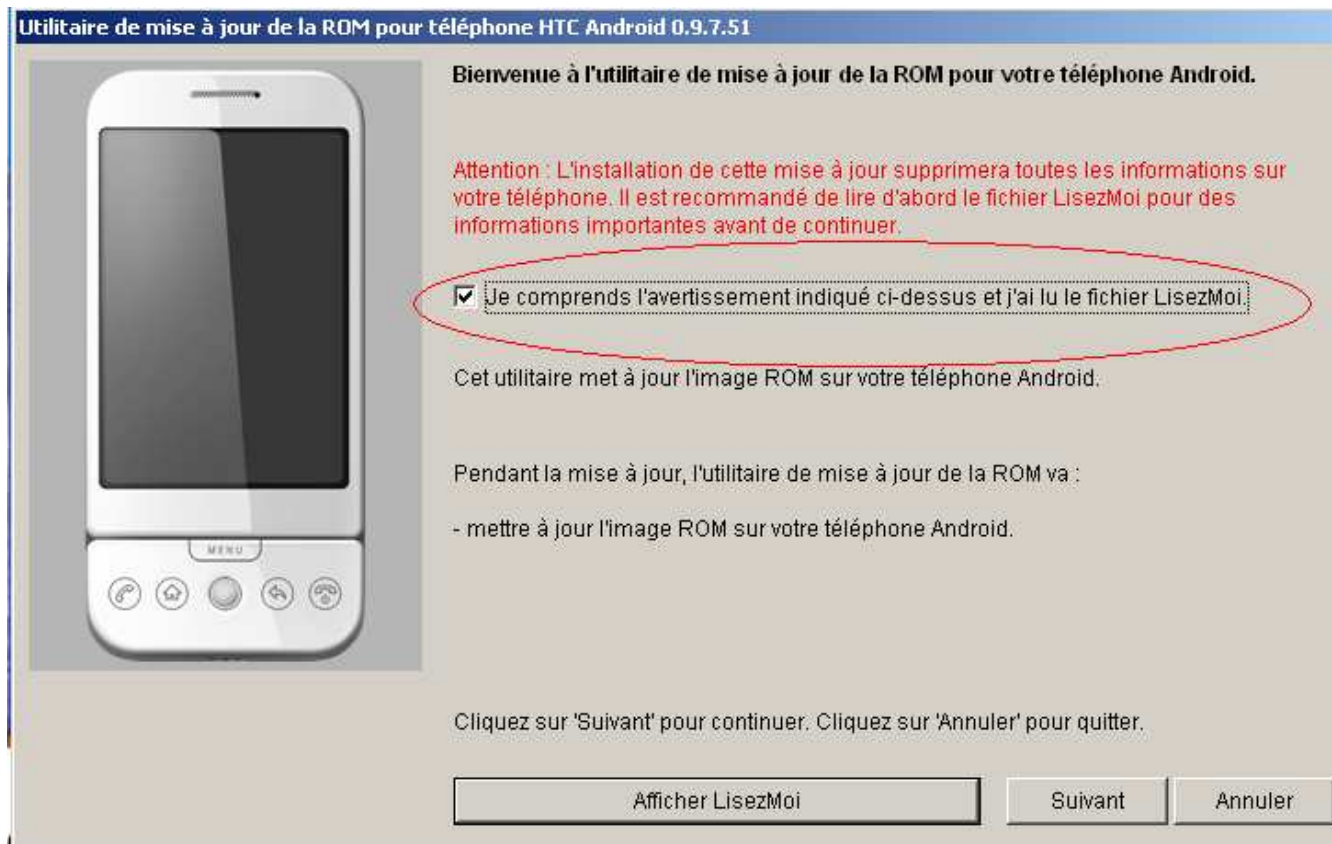 Utilitaire de mise à jour de la ROM pour téléphone HTC Android 0.9.7.51
Bienvenue à l'utilitaire de mise à jour de la ROM pour votre téléphone Android.
Attention : L'installation de cette mise à jour supprimera toutes les informations sur
votre téléphone. Il est recommandé de lire d'abord le fichier LisezMoi pour des
informations importantes avant de continuer.
Je comprends l'avertissement indiqué ci-dessus et j'ai lu le fichier LisezMoi.
Cet utilitaire met à jour l'image ROM sur votre téléphone Android.
Pendant la mise à jour, l'utilitaire de mise à jour de la ROM va :
- mettre à jour l'image ROM sur votre téléphone Android.
MENU
Cliquez sur 'Suivant' pour continuer. Cliquez sur 'Annuler' pour quitter.
Afficher LisezMoi
Suivant
Annuler